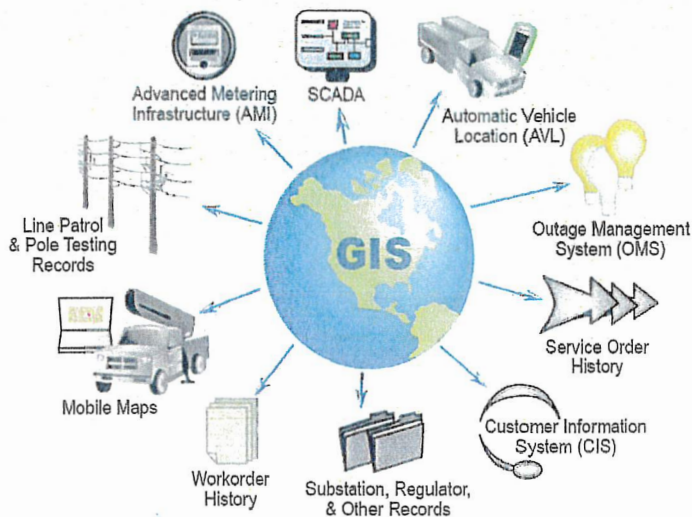 Advanced Metering
Infrastructure (AMI)
SCADA
Automatic Vehicle
Location (AVL)
Line Patrol
& Pole Testing
Records
GIS
Outage Management
System (OMS)
Mobile Maps
Service Order
History
Workorder
History
Substation, Regulator,
& Other Records
Customer Information
System (CIS)